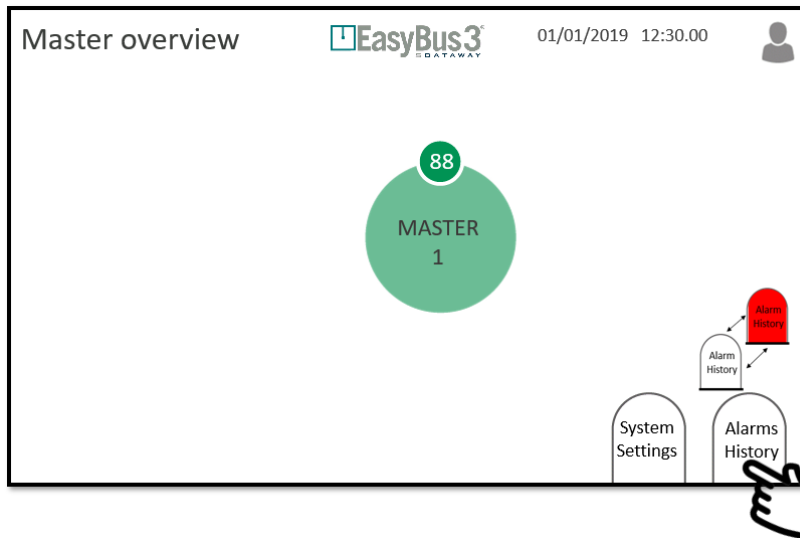 Master overview
EasyBus3
DATAWAY
01/01/2019 12:30.00
88
MASTER
1
Alarm
History
Alarm
History
System
Settings
Alarms
History